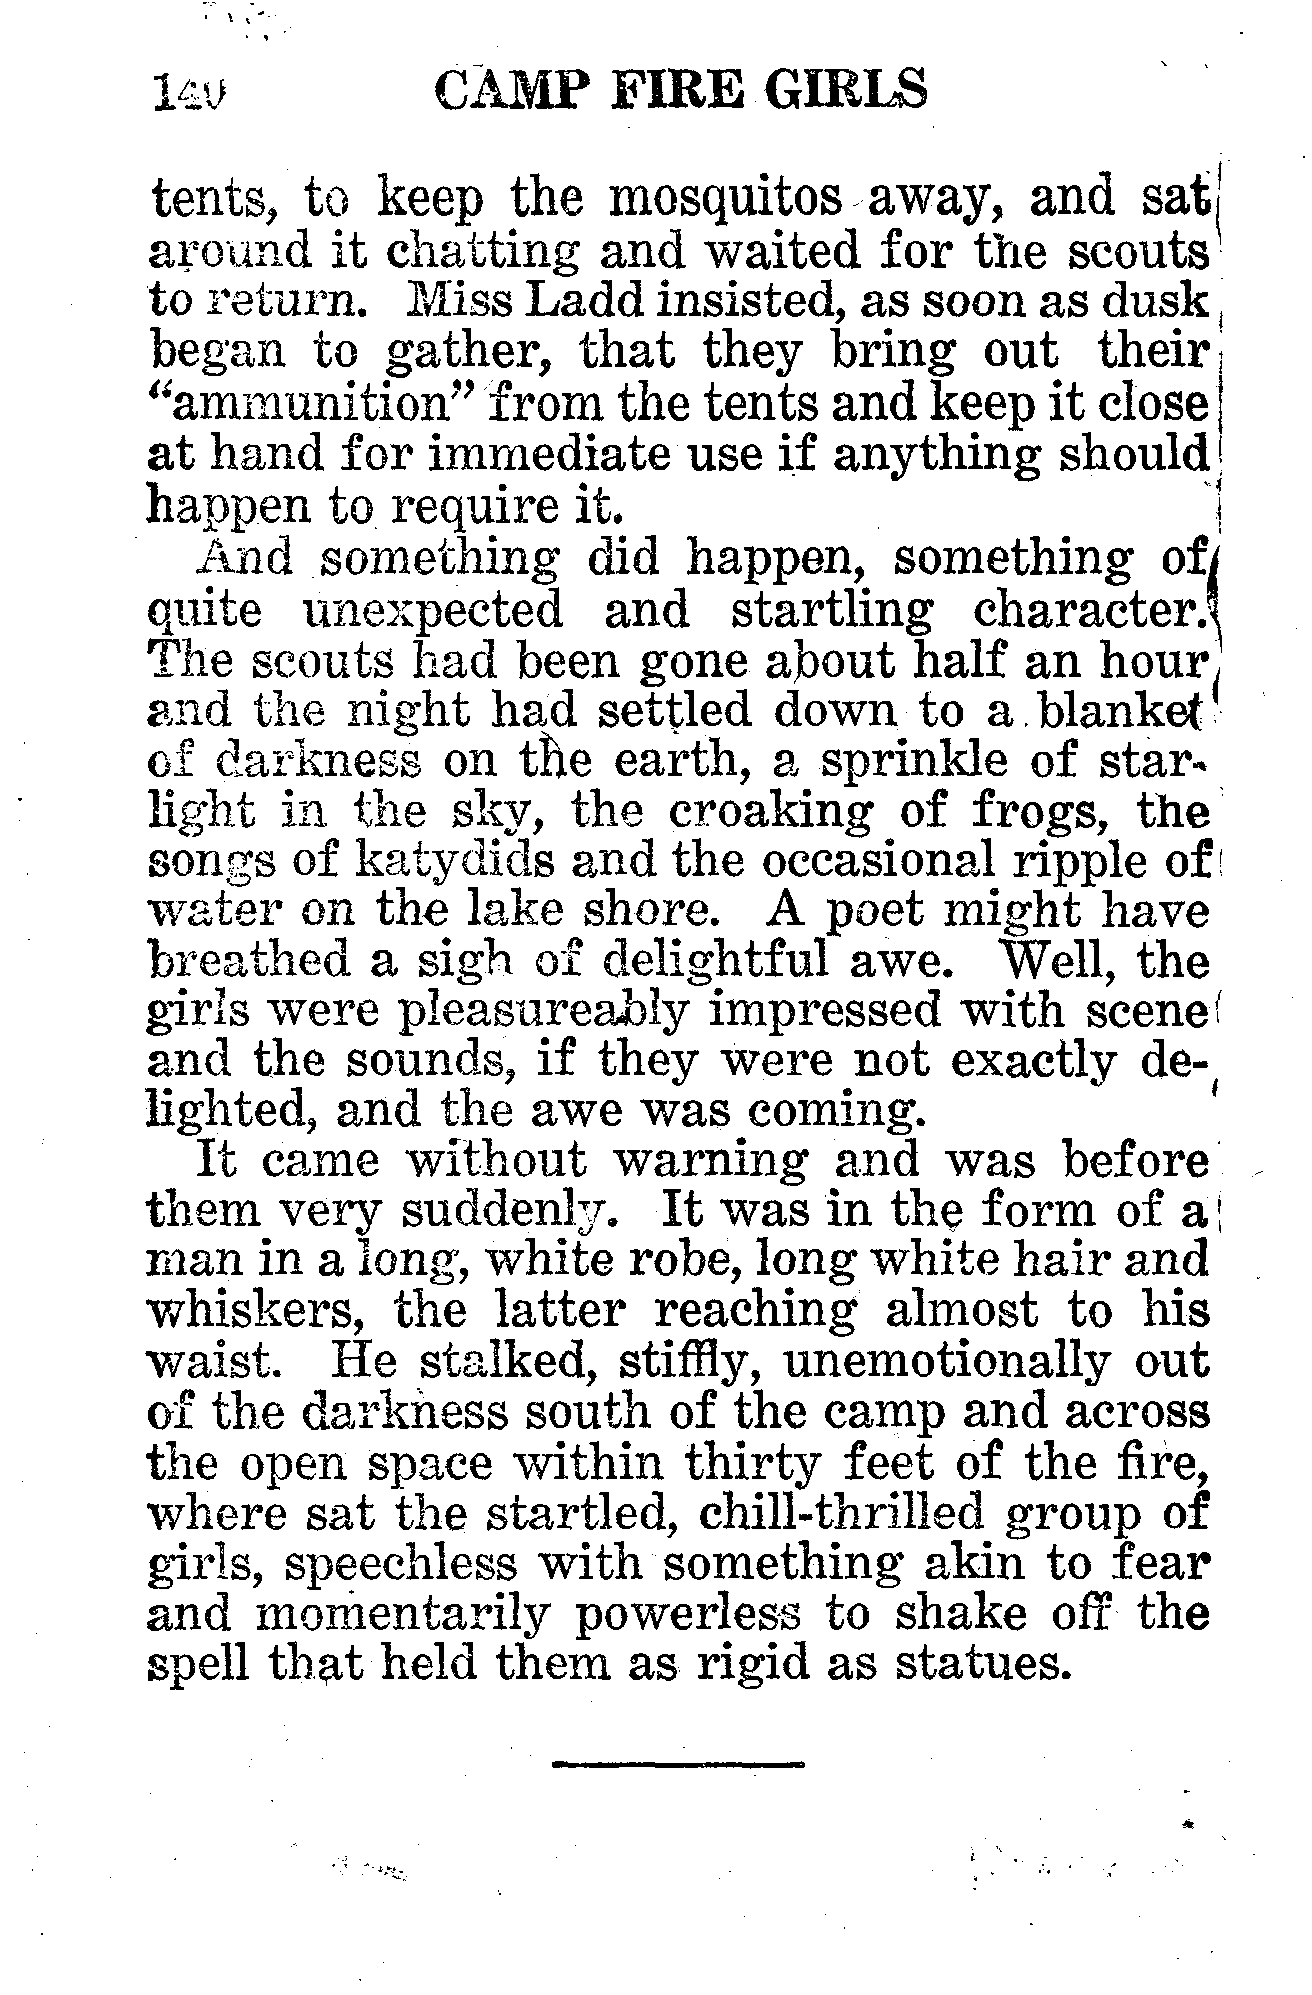 140 CAMP FIRE GIRLS
tents, to keep the mosquitos away, and sat
around it chatting and waited for the scouts
to return. Miss Ladd insisted, as soon as dusk
began to gather, that they bring out their
“ammunition” from the tents and keep it close
at hand for immediate use if anything should
happen to require it.
And something did happen, something of
quite unexpected and startling character.
The scouts had been gone about half an hour
and the night had settled down to a blanket
of darkness on the earth, a sprinkle of star-
light in the sky, the croaking of frogs, the
songs of katydids and the occasional ripple of
water on the lake shore. A poet might have
breathed a sigh of delightful awe. Well, the
girls were pleasureably impressed with scene
and the sounds, if they were not exactly de-
lighted, and the awe was coming.
It came without warning and was before
them very suddenly. It was in the form of a
man in a long, white robe, long white hair and
whiskers, the latter reaching almost to his
waist. He stalked, stiffly, unemotionally out
of the darkness south of the camp and across
the open space within thirty feet of the fire,
where sat the startled, chill-thrilled group of
girls, speechless with something akin to fear
and momentarily powerless to shake off the
spell that held them as rigid as statues.